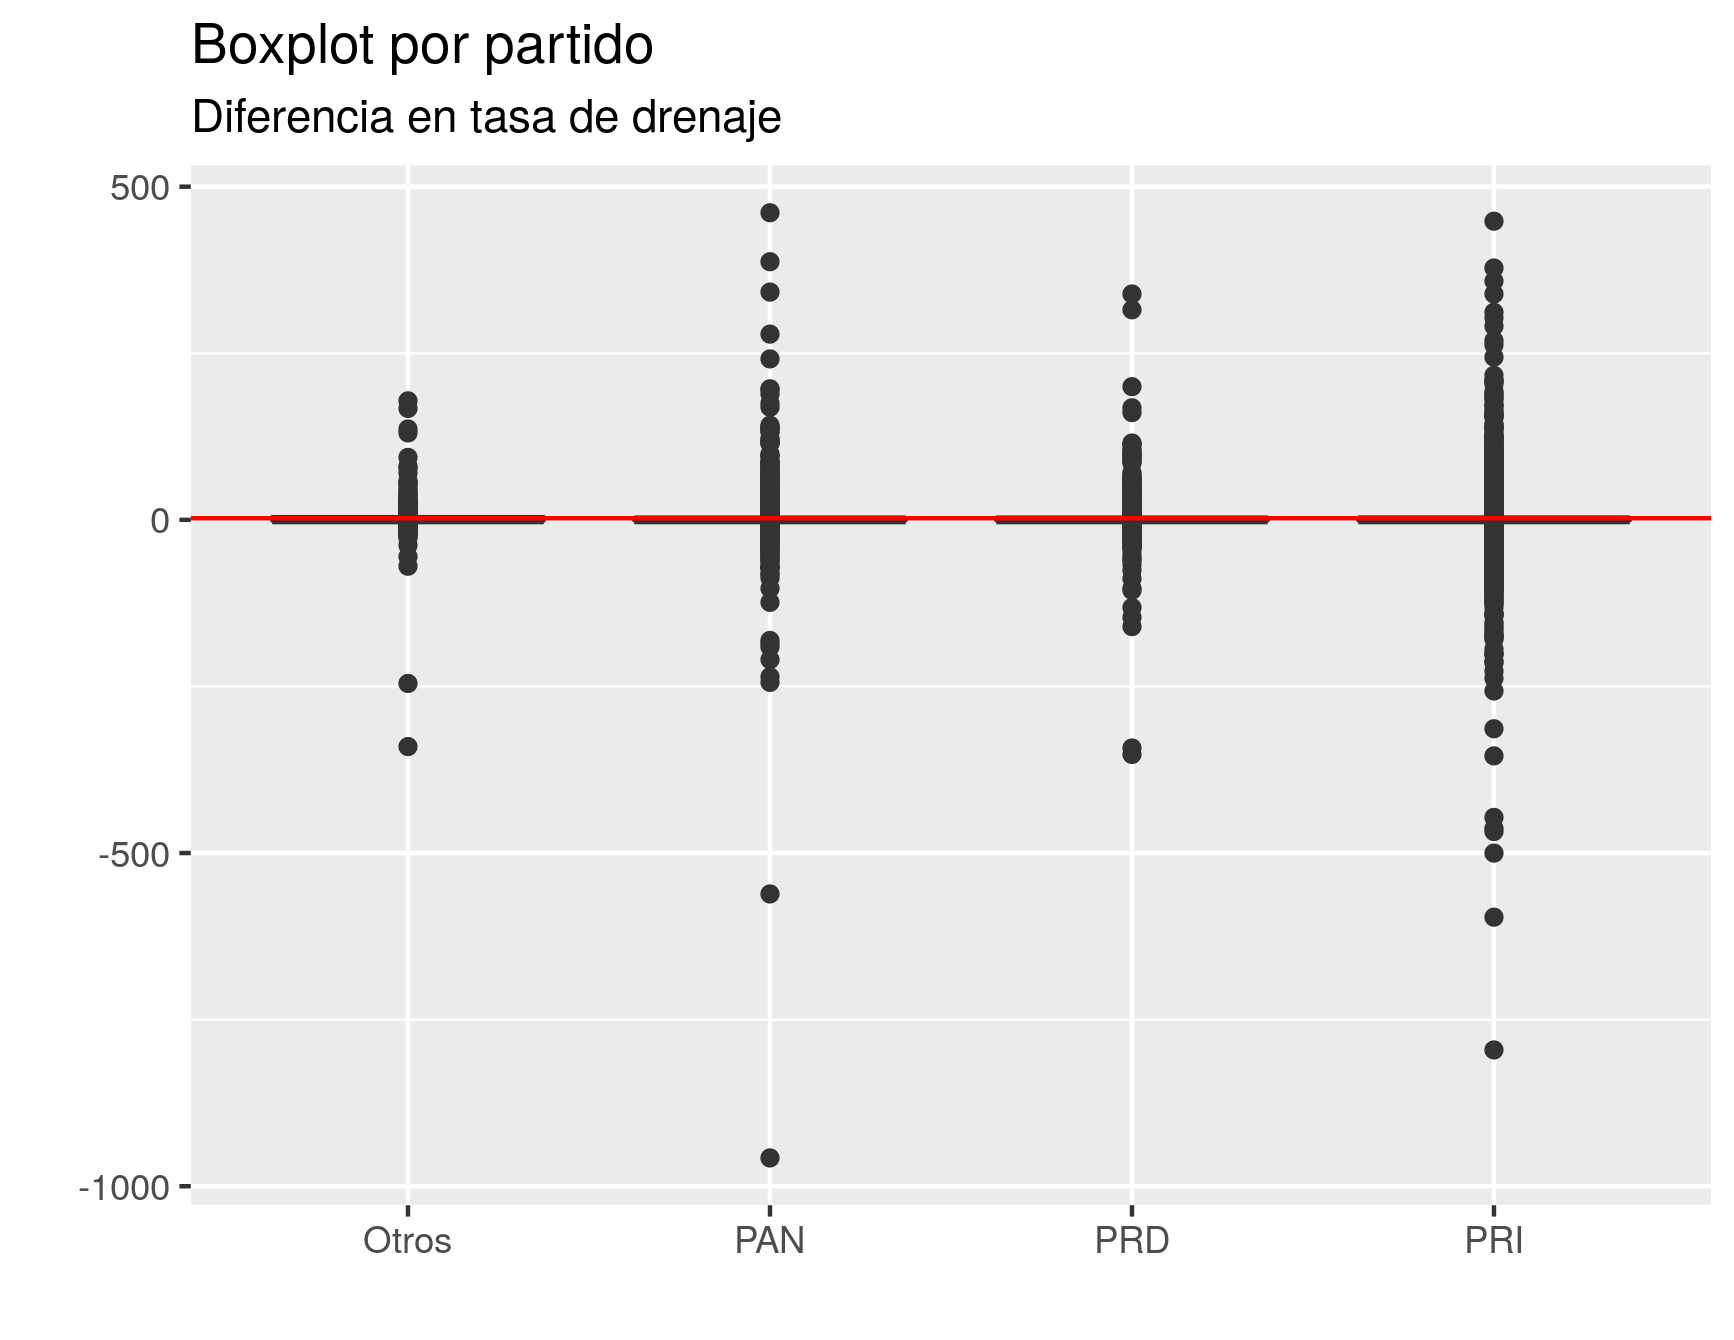 Boxplot por partido
Diferencia en tasa de drenaje
500
0
-500
-1000
Otros PAN PRD PRI